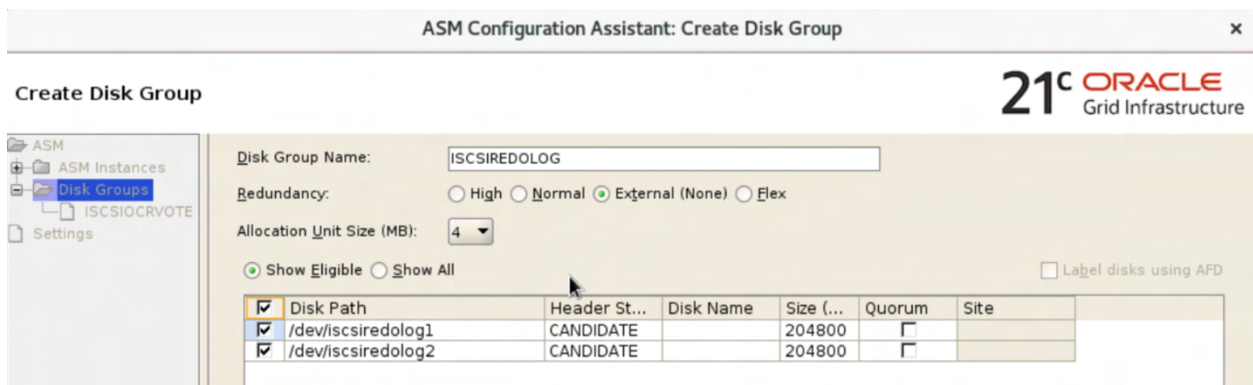 ASM Configuration Assistant: Create Disk Group ×
Create Disk Group
21c ORACLE
Grid Infrastructure
ASM
ASM Instances
Disk Groups
ISCSIOCRVOTE
Settings
Disk Group Name: ISCSIREDOLOG
Redundancy: High Normal External (None) Flex
Allocation Unit Size (MB): 4
Show Eligible Show All Label disks using AFD
Disk Path Header St... Disk Name Size (... Quorum Site
/dev/iscsiredolog1 CANDIDATE 204800
/dev/iscsiredolog2 CANDIDATE 204800